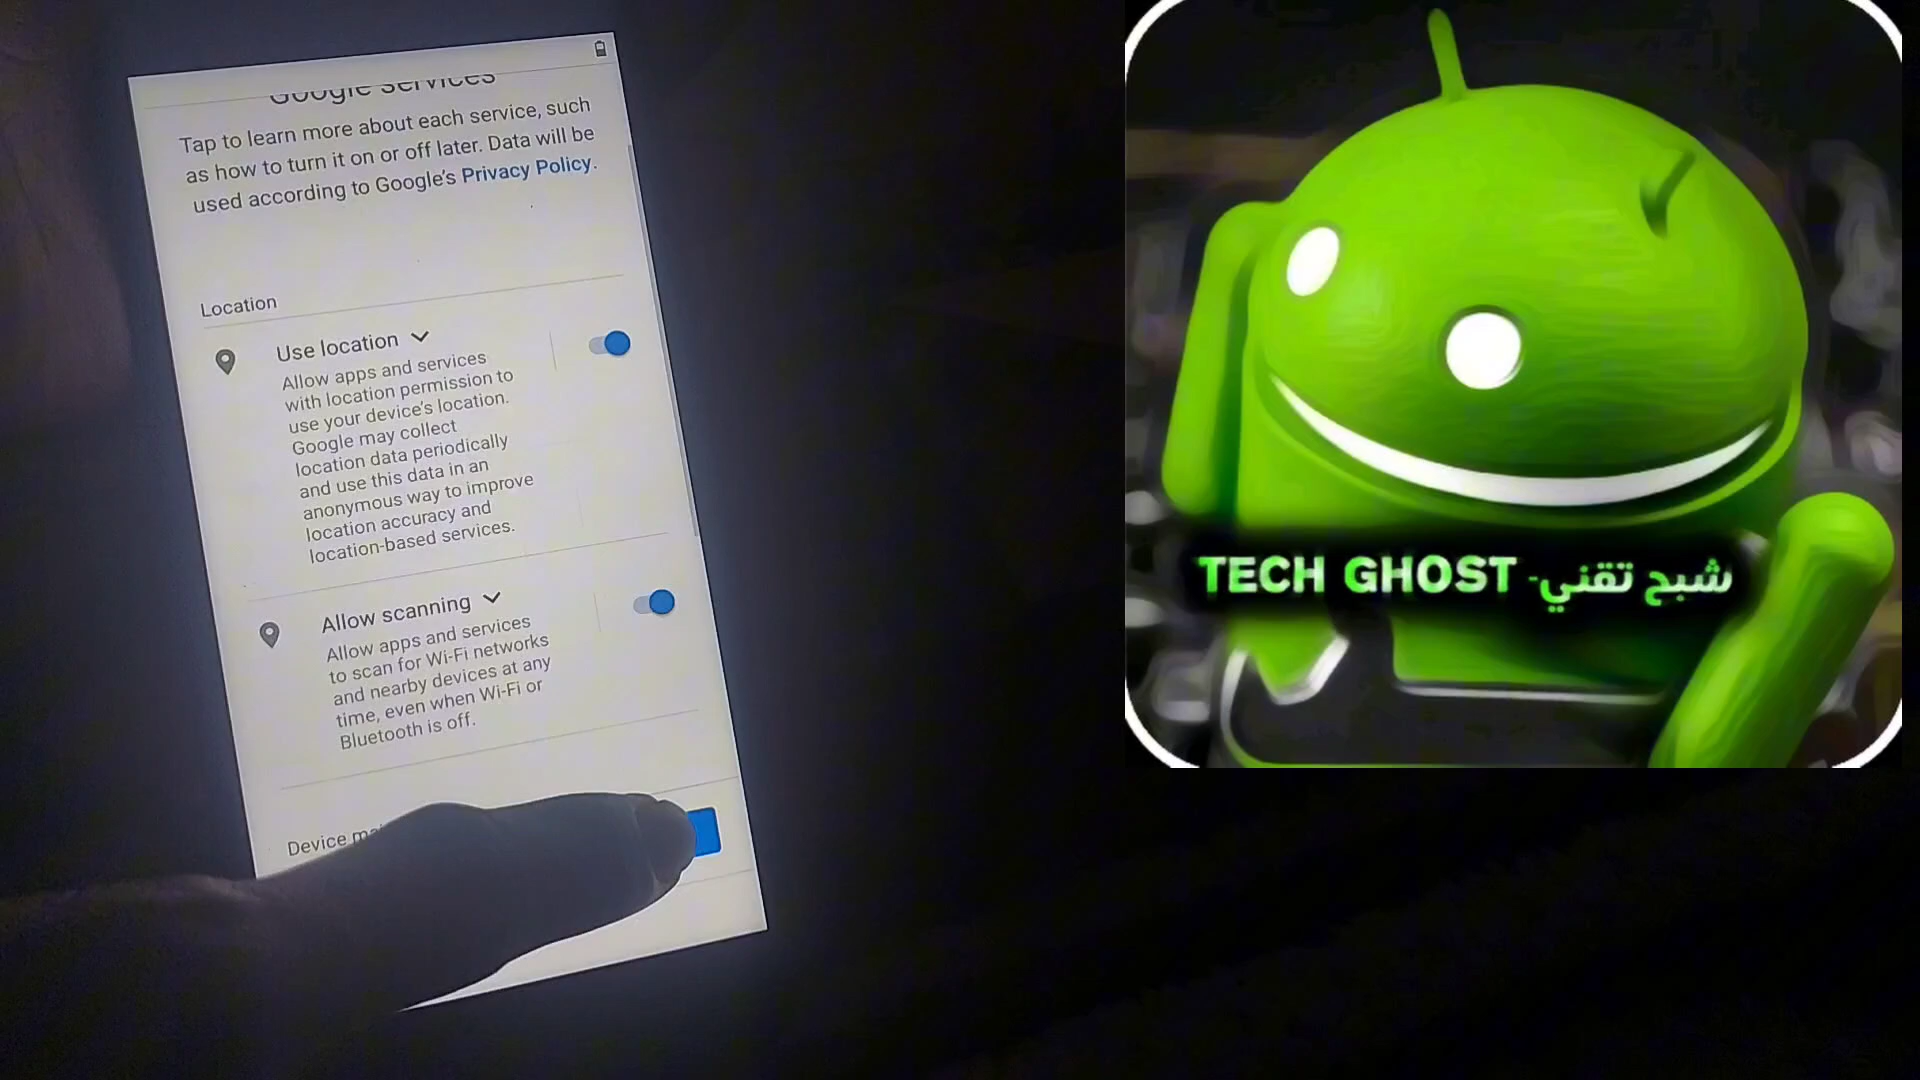 Google services
Tap to learn more about each service, such
as how to turn it on or off later. Data will be
used according to Google's Privacy Policy.
Location
Use location
Allow apps and services
with location permission to
use your device's location.
Google may collect
location data periodically
and use this data in an
anonymous way to improve
location accuracy and
location-based services.
Allow scanning
Allow apps and services
to scan for Wi-Fi networks
and nearby devices at any
time, even when Wi-Fi or
Bluetooth is off.
Device
TECH GHOST -شبح تقني